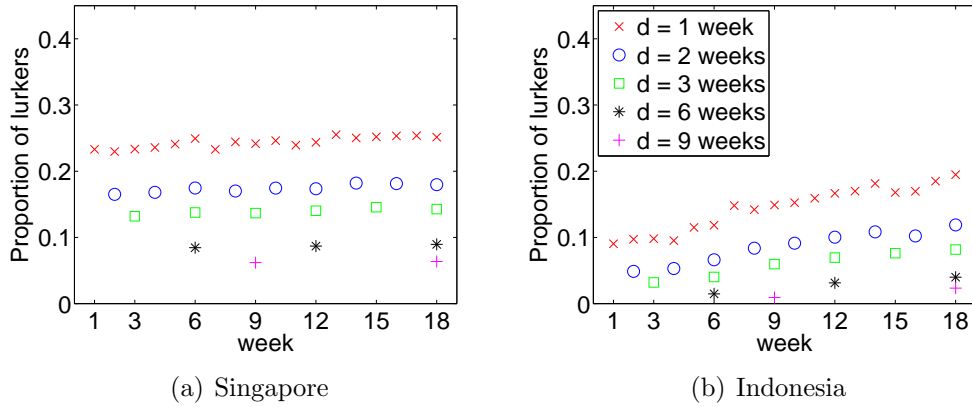 Proportion of lurkers
0.4
0.3
0.2
0.1
0
1 3 6 9 12 15 18
week
(a) Singapore
Proportion of lurkers
0.4
0.3
0.2
0.1
0
d = 1 week
d = 2 weeks
d = 3 weeks
d = 6 weeks
d = 9 weeks
1 3 6 9 12 15 18
week
(b) Indonesia